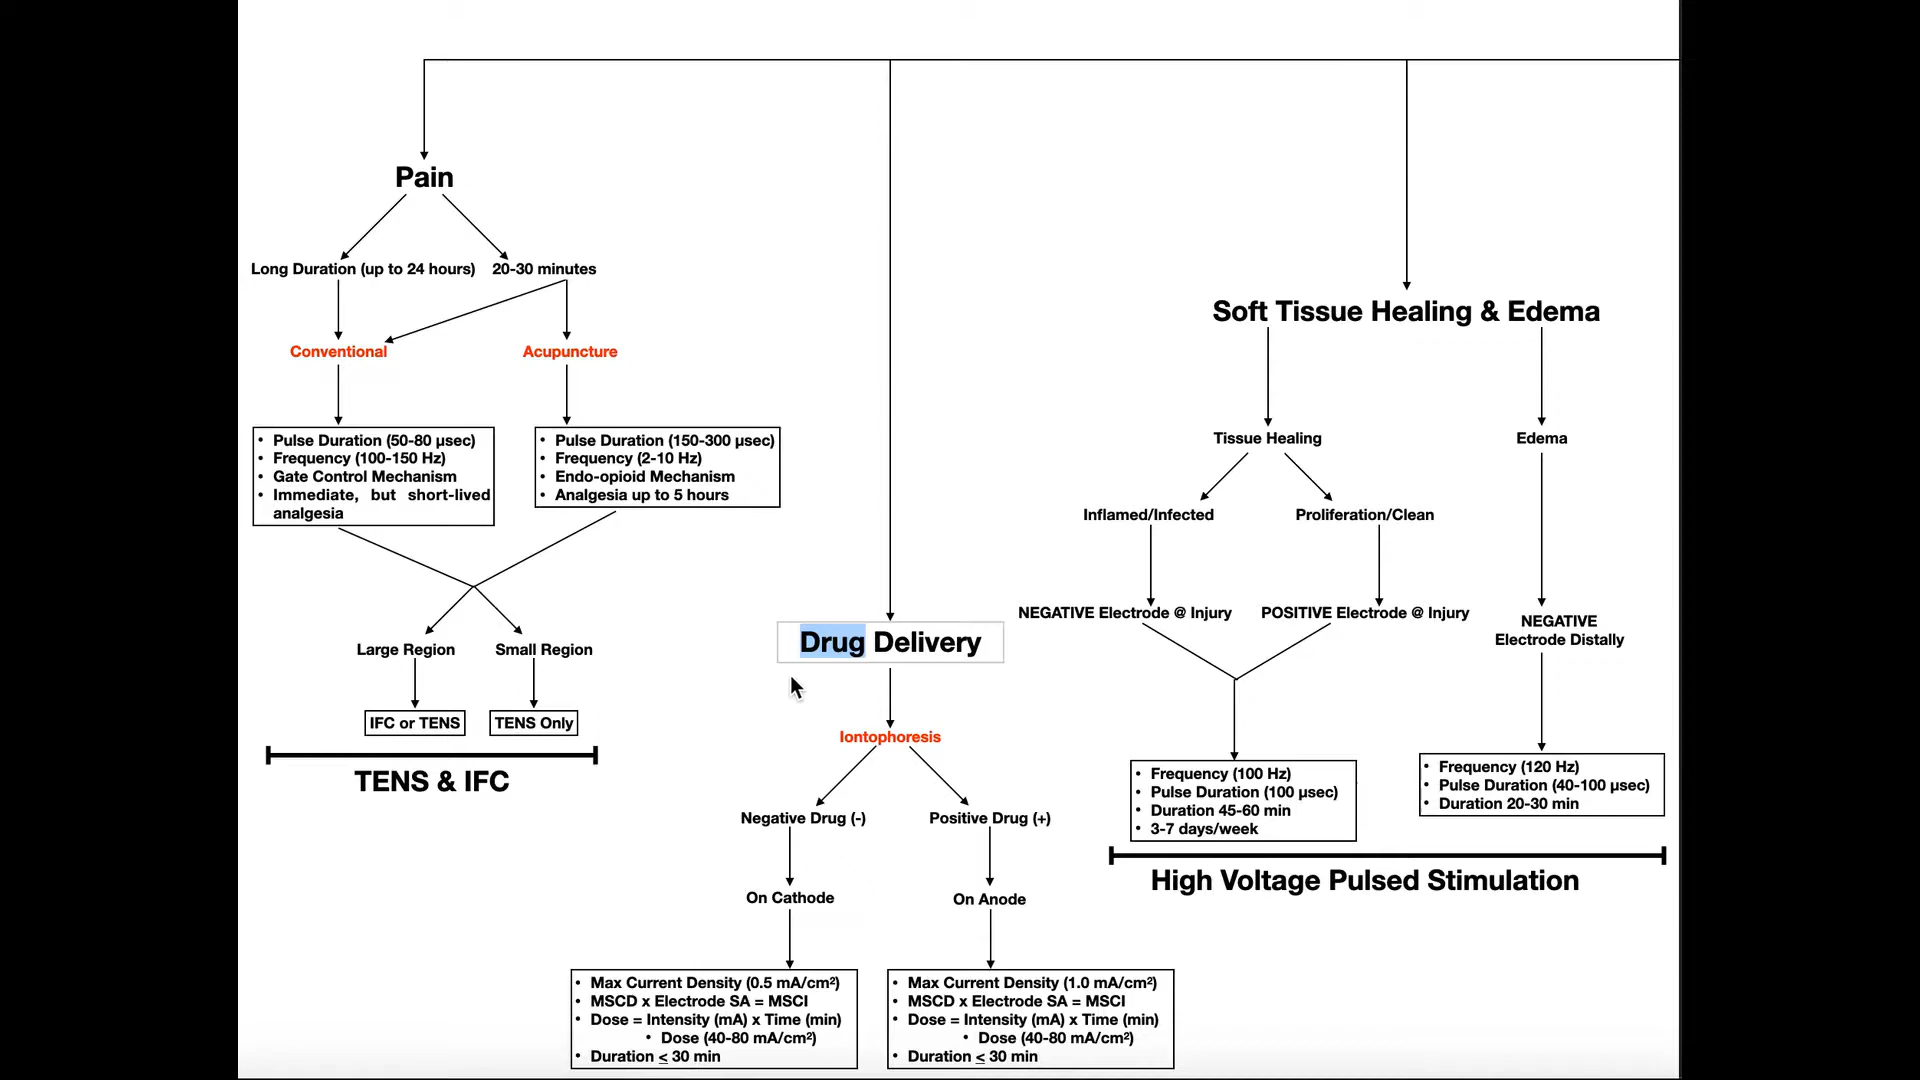 Pain
Long Duration (up to 24 hours)
20-30 minutes
Conventional
Acupuncture
• Pulse Duration (50-80 µsec)
• Frequency (100-150 Hz)
• Gate Control Mechanism
• Immediate, but short-lived
analgesia
• Pulse Duration (150-300 µsec)
• Frequency (2-10 Hz)
• Endo-opioid Mechanism
• Analgesia up to 5 hours
Large Region
Small Region
IFC or TENS
TENS Only
TENS & IFC
Drug Delivery
Iontophoresis
Negative Drug (-)
Positive Drug (+)
On Cathode
On Anode
• Max Current Density (0.5 mA/cm²)
• MSCD x Electrode SA = MSCI
• Dose = Intensity (mA) x Time (min)
• Dose (40-80 mA/cm²)
• Duration ≤ 30 min
• Max Current Density (1.0 mA/cm²)
• MSCD x Electrode SA = MSCI
• Dose = Intensity (mA) x Time (min)
• Dose (40-80 mA/cm²)
• Duration ≤ 30 min
Soft Tissue Healing & Edema
Tissue Healing
Edema
Inflamed/Infected
Proliferation/Clean
NEGATIVE Electrode @ Injury
POSITIVE Electrode @ Injury
NEGATIVE
Electrode Distally
• Frequency (100 Hz)
• Pulse Duration (100 µsec)
• Duration 45-60 min
• 3-7 days/week
• Frequency (120 Hz)
• Pulse Duration (40-100 µsec)
• Duration 20-30 min
High Voltage Pulsed Stimulation